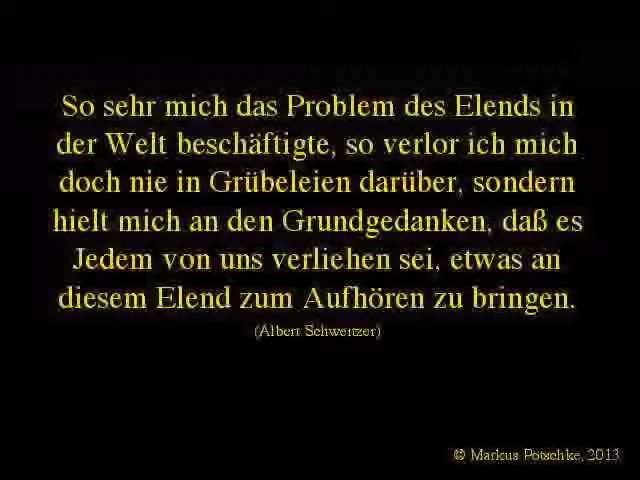 So sehr mich das Problem des Elends in
der Welt beschäftigte, so verlor ich mich
doch nie in Grübeleien darüber, sondern
hielt mich an den Grundgedanken, daß es
Jedem von uns verliehen sei, etwas an
diesem Elend zum Aufhören zu bringen.
(Albert Schweitzer)
© Markus Pötschke, 2013